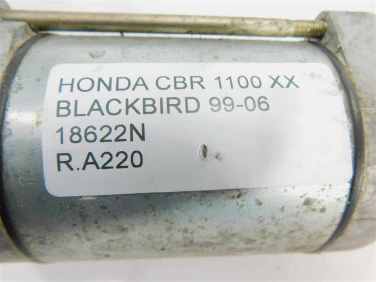 HONDA CBR 1100 XX
BLACKBIRD 99-06
18622N
R.A220